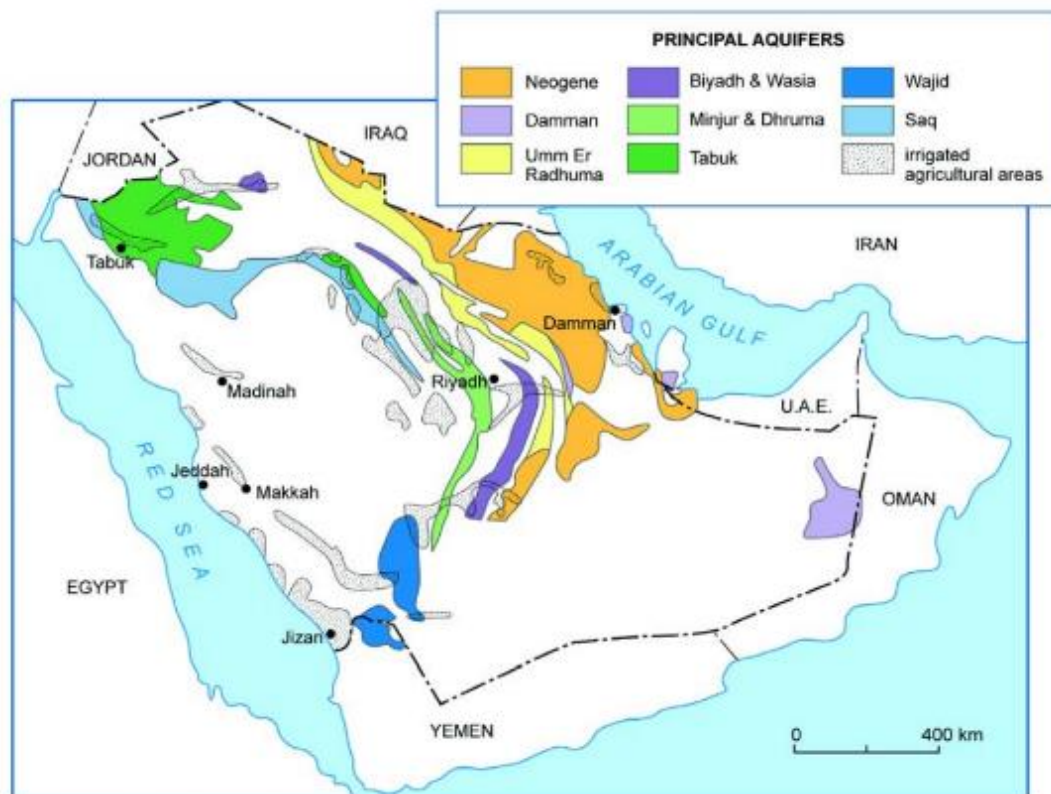 PRINCIPAL AQUIFERS
Neogene
Damman
Umm Er
Radhuma
Biyadh & Wasia
Minjur & Dhruma
Tabuk
Wajid
Saq
irrigated
agricultural areas
IRAQ
JORDAN
IRAN
Tabuk
ARABIAN GULF
Damman
Riyadh
Madinah
U.A.E.
Jeddah
Makkah
OMAN
RED SEA
EGYPT
Jizan
YEMEN
0 400 km